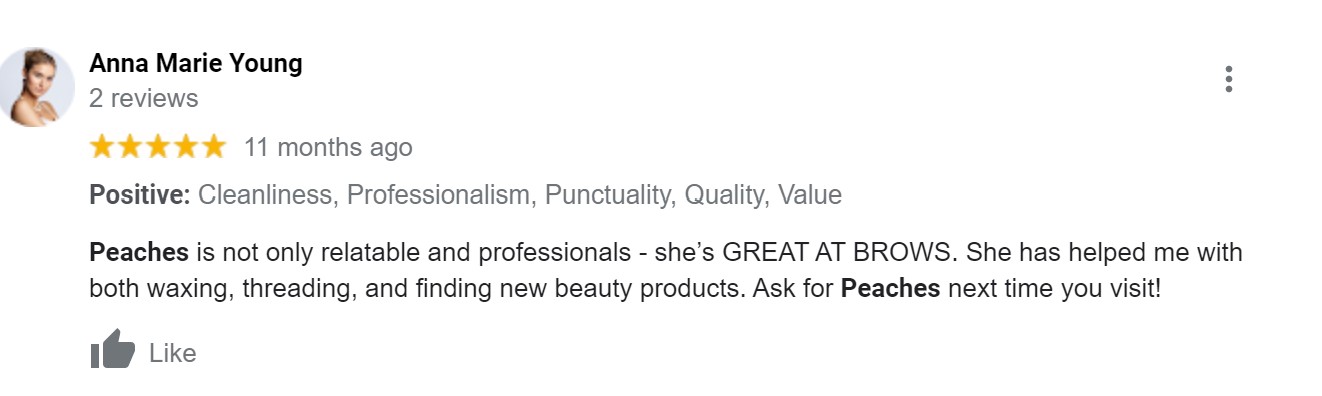 Anna Marie Young
2 reviews
11 months ago
Positive: Cleanliness, Professionalism, Punctuality, Quality, Value
Peaches is not only relatable and professionals - she’s GREAT AT BROWS. She has helped me with
both waxing, threading, and finding new beauty products. Ask for Peaches next time you visit!
Like